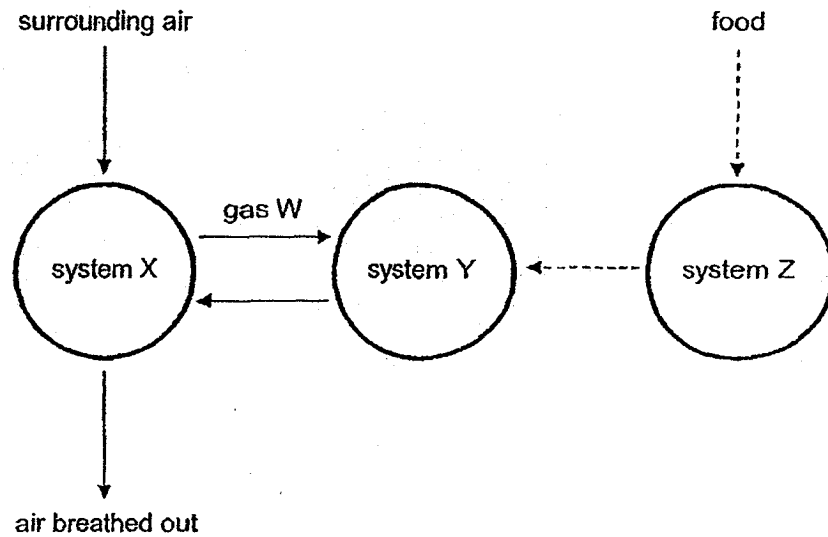 surrounding air
food
gas W
system X
system Y
system Z
air breathed out